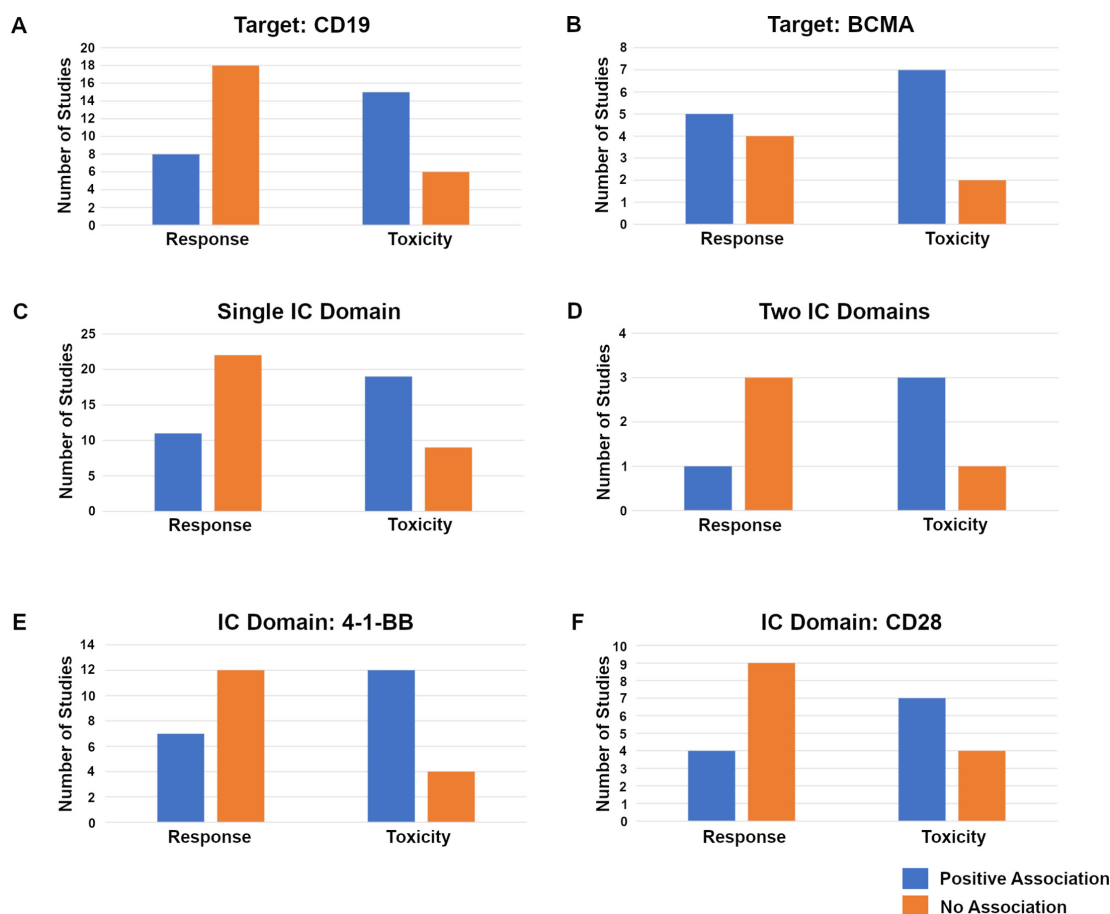 A
Target: CD19
Number of Studies
20
18
16
14
12
10
8
6
4
2
0
Response
Toxicity
B
Target: BCMA
Number of Studies
8
7
6
5
4
3
2
1
0
Response
Toxicity
C
Single IC Domain
Number of Studies
25
20
15
10
5
0
Response
Toxicity
D
Two IC Domains
Number of Studies
4
3
2
1
0
Response
Toxicity
E
IC Domain: 4-1-BB
Number of Studies
14
12
10
8
6
4
2
0
Response
Toxicity
F
IC Domain: CD28
Number of Studies
10
9
8
7
6
5
4
3
2
1
0
Response
Toxicity
Positive Association
No Association